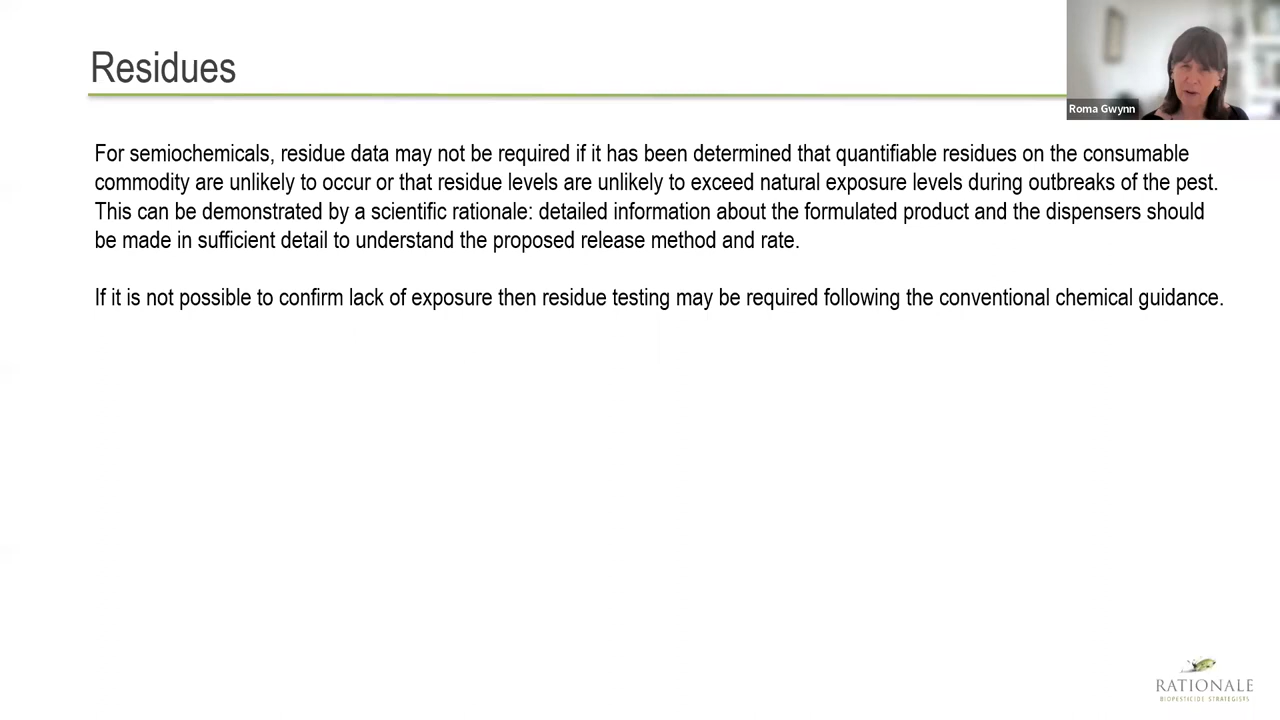 Residues
Roma Gwynn
For semiochemicals, residue data may not be required if it has been determined that quantifiable residues on the consumable
commodity are unlikely to occur or that residue levels are unlikely to exceed natural exposure levels during outbreaks of the pest.
This can be demonstrated by a scientific rationale: detailed information about the formulated product and the dispensers should
be made in sufficient detail to understand the proposed release method and rate.
If it is not possible to confirm lack of exposure then residue testing may be required following the conventional chemical guidance.
RATIONALE
BIOPESTICIDE STRATEGISTS